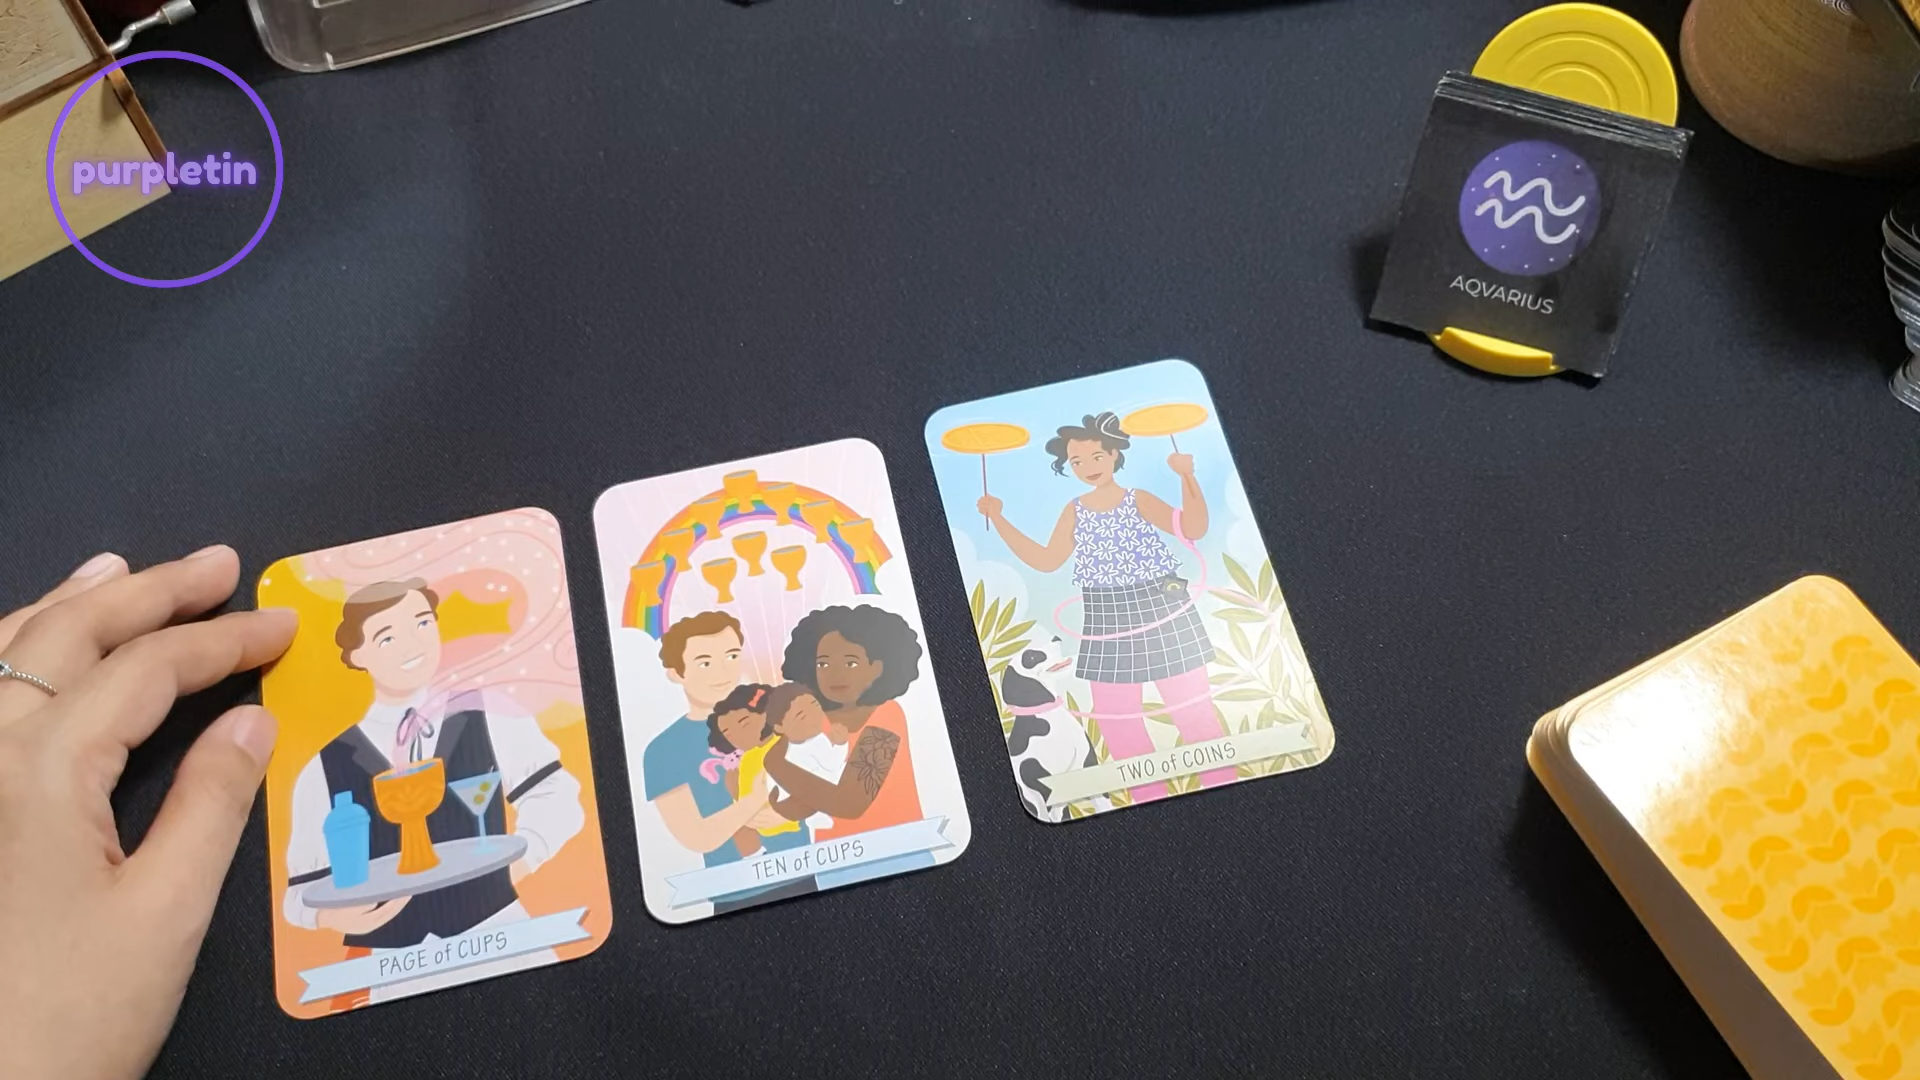 purpletin
AQVARIUS
PAGE of CUPS
TEN of CUPS
TWO of COINS